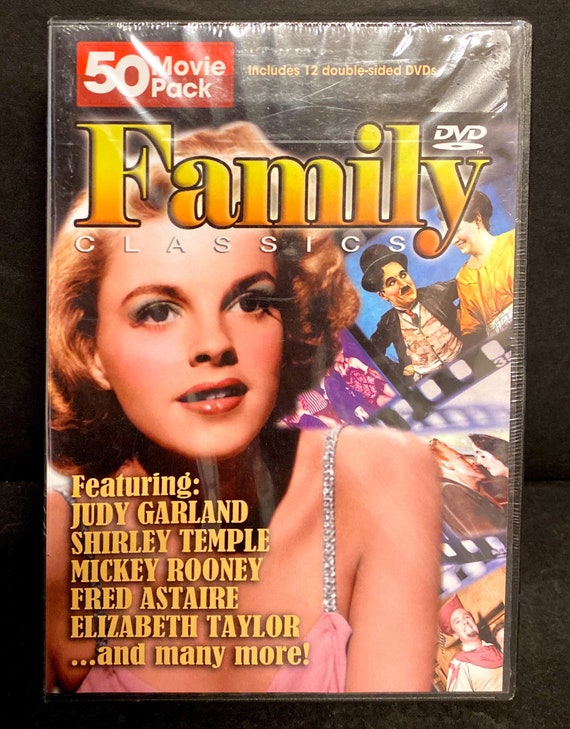 50 Movie
Pack
Includes 12 double-sided DVDs
DVD
™
Family
CLASSICS
Featuring:
JUDY GARLAND
SHIRLEY TEMPLE
MICKEY ROONEY
FRED ASTAIRE
ELIZABETH TAYLOR
...and many more!